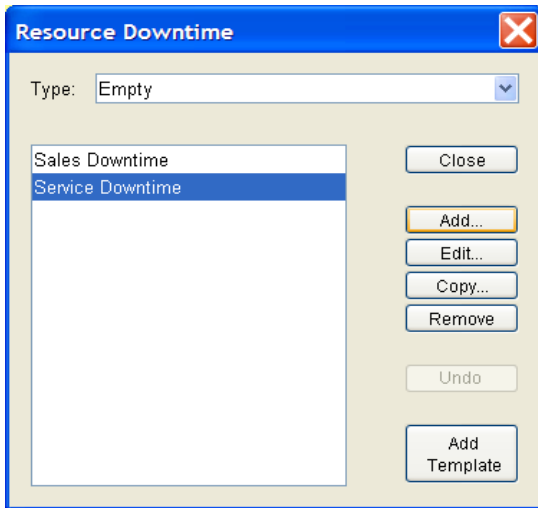 Resource Downtime
Type: Empty
Sales Downtime
Service Downtime
Close
Add...
Edit...
Copy...
Remove
Undo
Add
Template